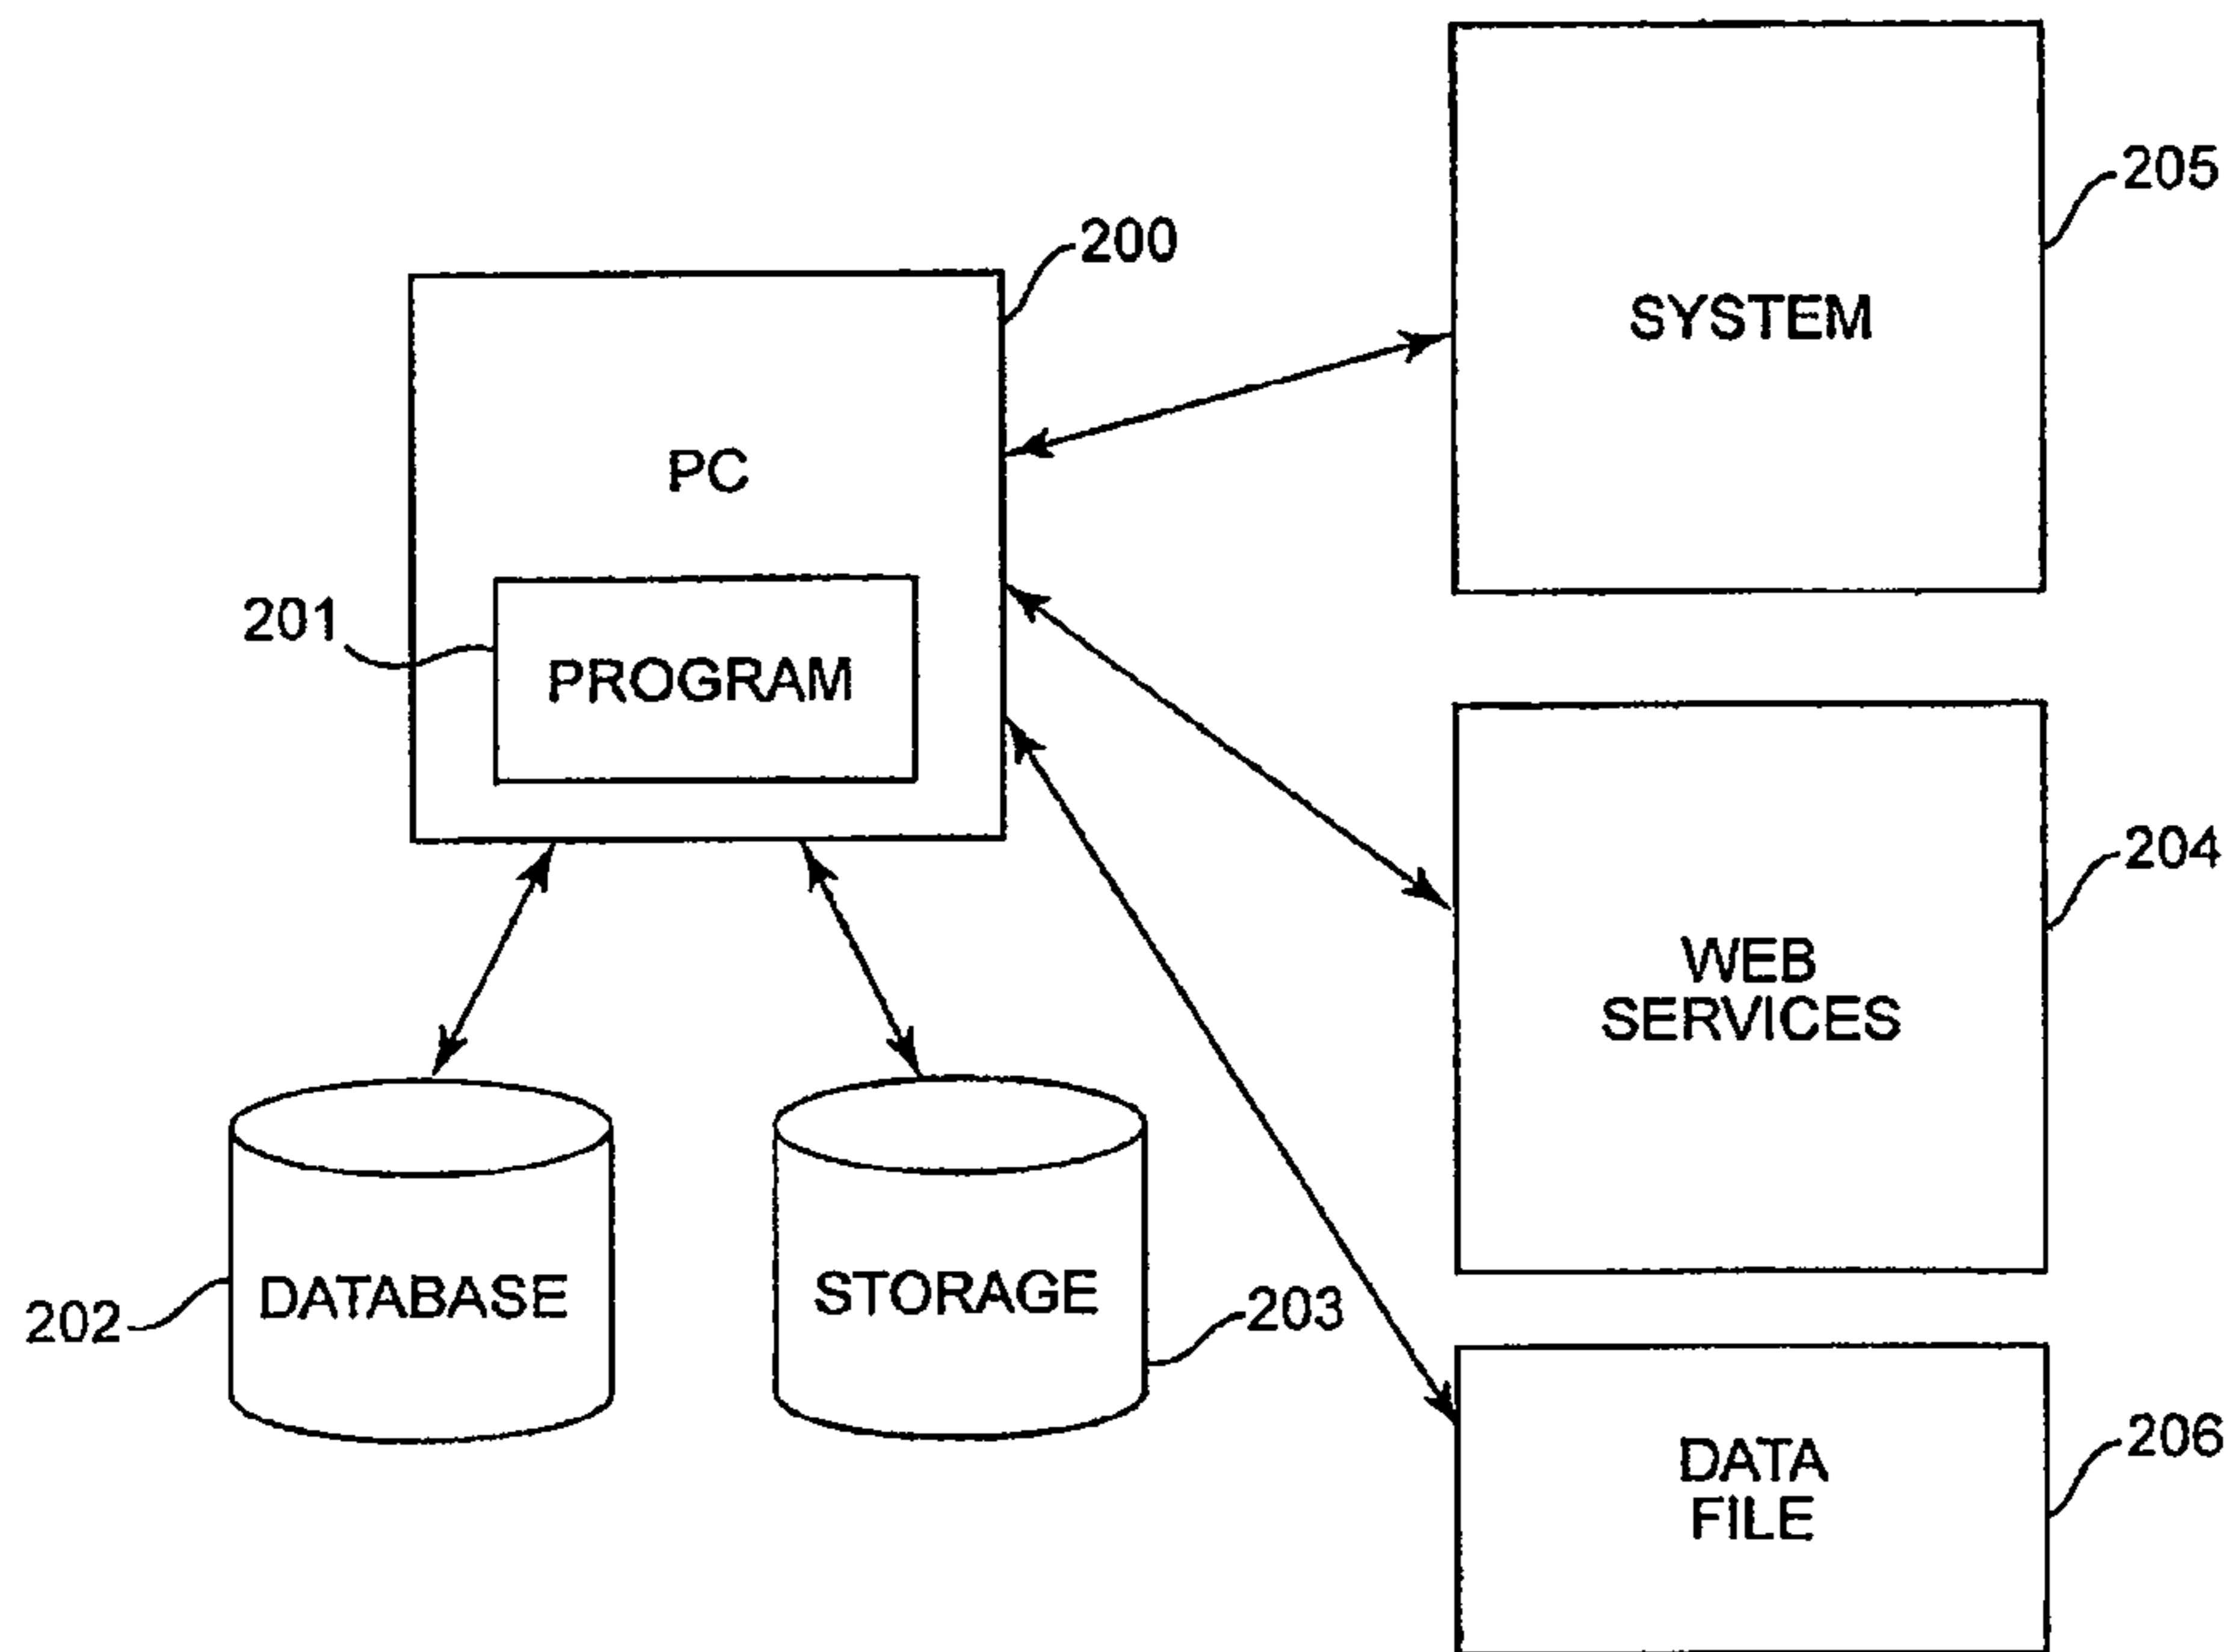 205
200
SYSTEM
PC
201
PROGRAM
204
WEB
SERVICES
202
DATABASE
STORAGE
203
DATA
FILE
206